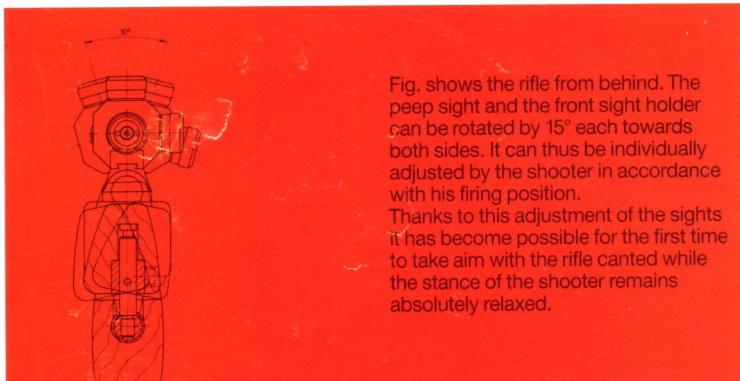 Fig. shows the rifle from behind. The
peep sight and the front sight holder
can be rotated by 15° each towards
both sides. It can thus be individually
adjusted by the shooter in accordance
with his firing position.
Thanks to this adjustment of the sights
it has become possible for the first time
to take aim with the rifle canted while
the stance of the shooter remains
absolutely relaxed.